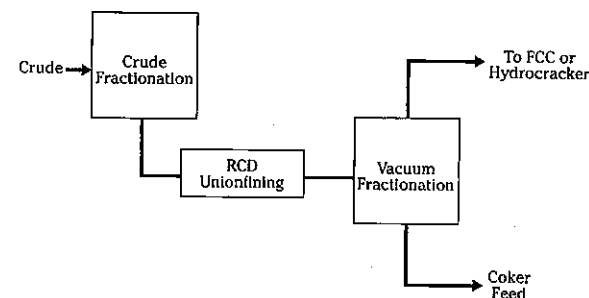 Crude
Crude
Fractionation
RCD
Unionfining
Vacuum
Fractionation
To FCC or
Hydrocracker
Coker
Feed